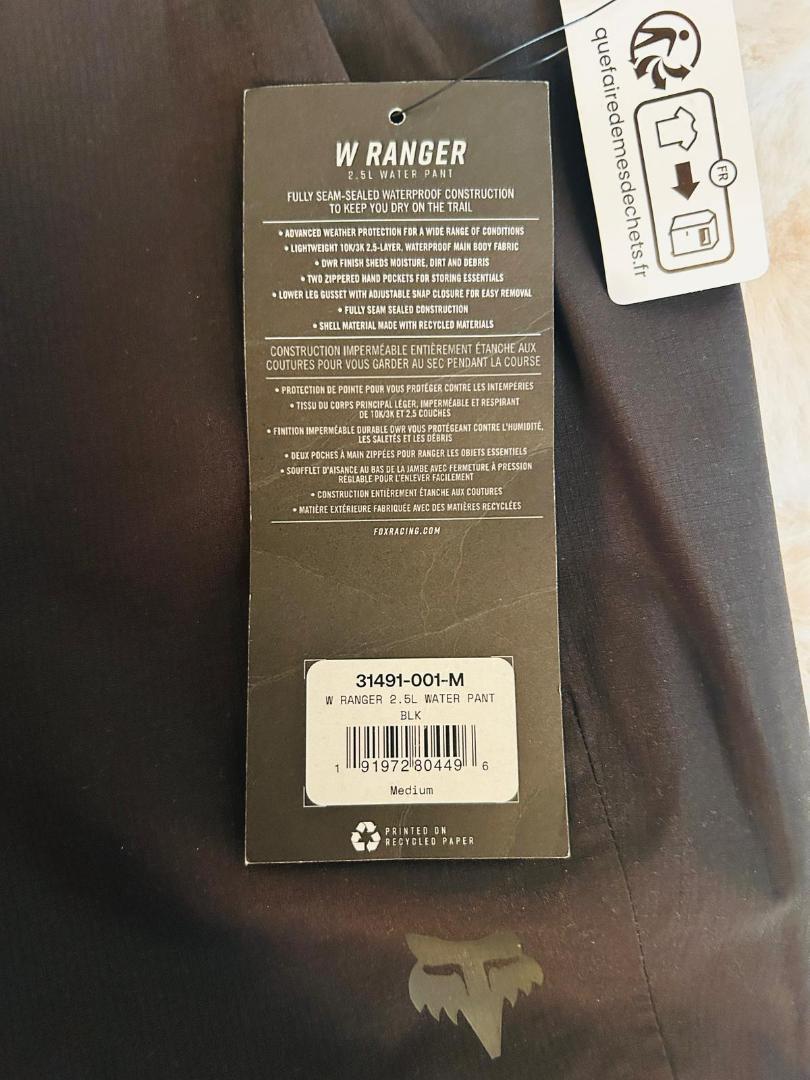 W RANGER
2.5L WATER PANT
FULLY SEAM-SEALED WATERPROOF CONSTRUCTION
TO KEEP YOU DRY ON THE TRAIL
• ADVANCED WEATHER PROTECTION FOR A WIDE RANGE OF CONDITIONS
• LIGHTWEIGHT 10K/3K 2.5-LAYER, WATERPROOF MAIN BODY FABRIC
• DWR FINISH SHEDS MOISTURE, DIRT AND DEBRIS
• TWO ZIPPERED HAND POCKETS FOR STORING ESSENTIALS
• LOWER LEG GUSSET WITH ADJUSTABLE SNAP CLOSURE FOR EASY REMOVAL
• FULLY SEAM SEALED CONSTRUCTION
• SHELL MATERIAL MADE WITH RECYCLED MATERIALS
CONSTRUCTION IMPERMÉABLE ENTIÈREMENT ÉTANCHE AUX
COUTURES POUR VOUS GARDER AU SEC PENDANT LA COURSE
• PROTECTION DE POINTE POUR VOUS PROTÉGER CONTRE LES INTEMPÉRIES
• TISSU DU CORPS PRINCIPAL LÉGER, IMPERMÉABLE ET RESPIRANT
DE 10K/3K ET 2.5 COUCHES
• FINITION IMPERMÉABLE DURABLE DWR VOUS PROTÉGEANT CONTRE L'HUMIDITÉ,
LES SALETÉS ET LES DÉBRIS
• DEUX POCHES À MAIN ZIPPÉES POUR RANGER LES OBJETS ESSENTIELS
• SOUFFLET D'AISANCE AU BAS DE LA JAMBE AVEC FERMETURE À PRESSION
RÉGLABLE POUR L'ENLEVER FACILEMENT
• CONSTRUCTION ENTIÈREMENT ÉTANCHE AUX COUTURES
• MATIÈRE EXTÉRIEURE FABRIQUÉE AVEC DES MATIÈRES RECYCLÉES
FOXRACING.COM
31491-001-M
W RANGER 2.5L WATER PANT
BLK
1 91972 80449 6
Medium
PRINTED ON
RECYCLED PAPER
FR
quefairedemesdechets.fr